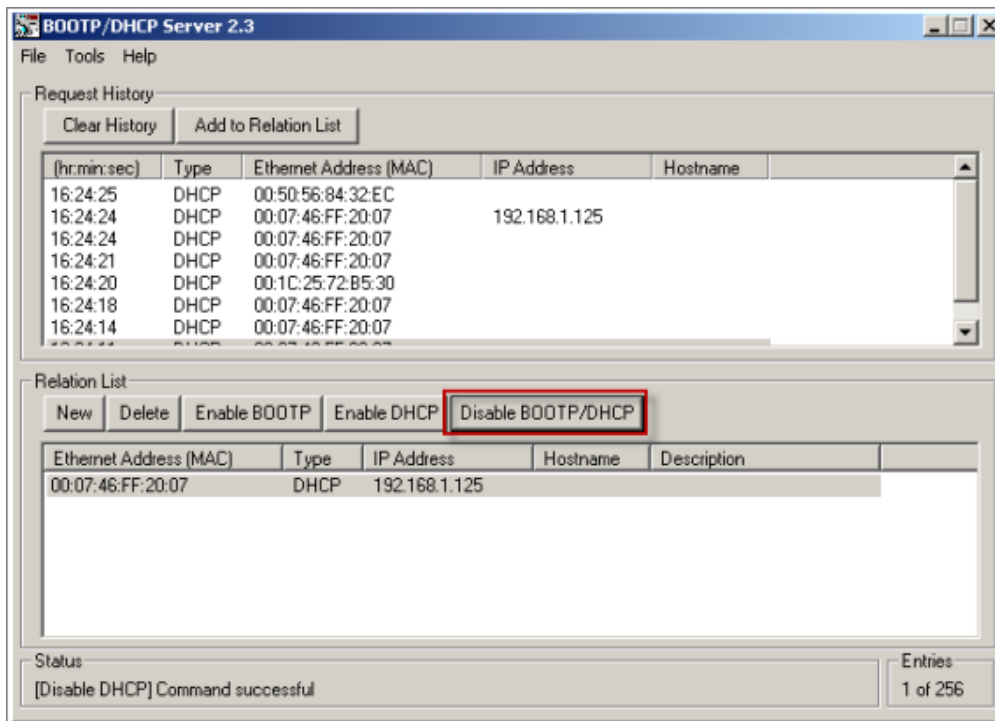 BOOTP/DHCP Server 2.3
File Tools Help
Request History
Clear History Add to Relation List
(hr:min:sec) Type Ethernet Address (MAC) IP Address Hostname
16:24:25 DHCP 00:50:56:84:32:EC
16:24:24 DHCP 00:07:46:FF:20:07 192.168.1.125
16:24:24 DHCP 00:07:46:FF:20:07
16:24:21 DHCP 00:07:46:FF:20:07
16:24:20 DHCP 00:1C:25:72:B5:30
16:24:18 DHCP 00:07:46:FF:20:07
16:24:14 DHCP 00:07:46:FF:20:07
Relation List
New Delete Enable BOOTP Enable DHCP Disable BOOTP/DHCP
Ethernet Address (MAC) Type IP Address Hostname Description
00:07:46:FF:20:07 DHCP 192.168.1.125
Status
[Disable DHCP] Command successful
Entries
1 of 256